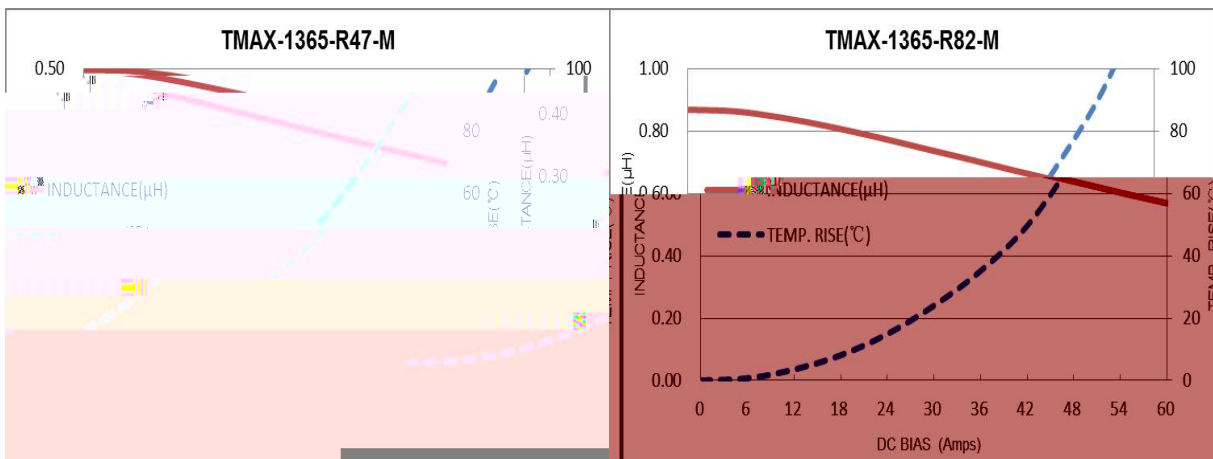 TMAX-1365-R47-M
0.50
100
0.40
80
INDUCTANCE(μH)
0.30
60
TMAX-1365-R82-M
1.00
100
0.80
80
INDUCTANCE(μH)
60
TEMP. RISE(℃)
0.40
40
0.20
20
0.00
0
0 6 12 18 24 30 36 42 48 54 60
DC BIAS (Amps)